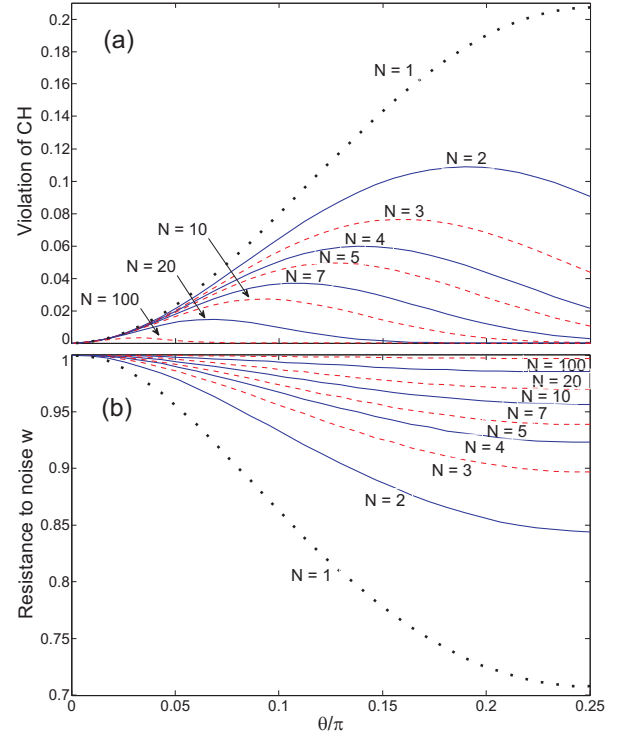 0.2
(a)
0.18
N = 1
0.16
Violation of CH
0.14
0.12
N = 2
0.1
0.08
N = 3
N = 10
0.06
N = 4
N = 20
N = 5
0.04
N = 100
N = 7
0.02
0
1
N = 100
N = 20
(b)
N = 10
0.95
N = 7
N = 5
N = 4
0.9
N = 3
Resistance to noise w
N = 2
0.85
N = 1
0.8
0.75
0.7
0
0.05
0.1
0.15
0.2
0.25
θ/π